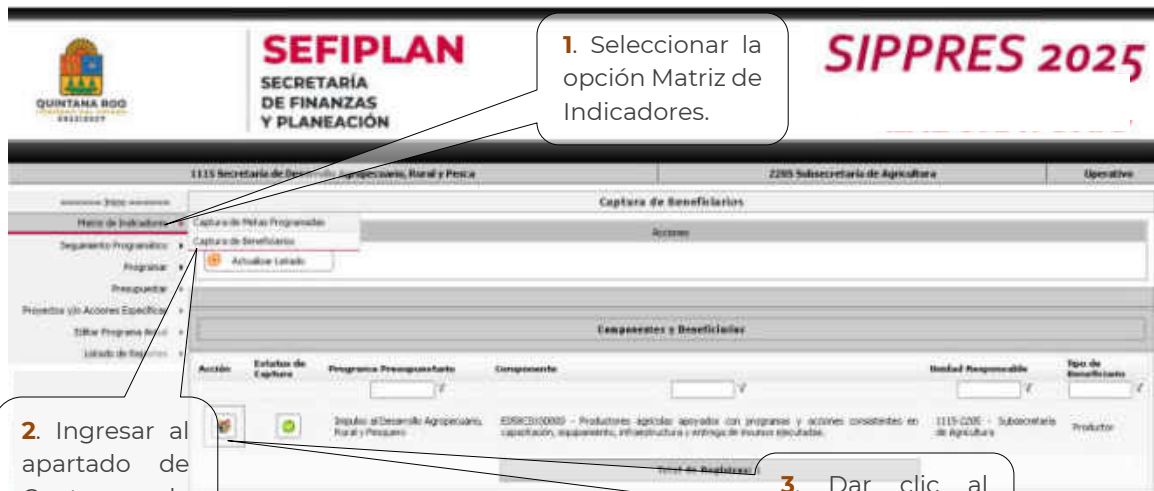 SEFIPLAN
SECRETARÍA
DE FINANZAS
Y PLANEACIÓN
QUINTANA ROO
1. Seleccionar la
opción Matriz de
Indicadores.
SIPPRES 2025
1115 Secretaría de Desarrollo Agropecuario, Rural y Pesca
2205 Subsecretaría de Agricultura
Operativo
Inicio
Matriz de Indicadores
Seguimiento Programático
Programar
Presupuestar
Proyectos y/o Acciones Específicas
Editar Programa
Listado de
Captura de Metas Programadas
Captura de Beneficiarios
Captura de Beneficiarios
Acciones
Actualizar Listado
Componentes y Beneficiarios
Acción
Estatus de
Captura
Programa Presupuestario
Componente
Unidad Responsable
Tipo de
Beneficiario
Impulso al Desarrollo Agropecuario,
Rural y Pesquero
- Productores agrícolas apoyados con programas y acciones consistentes en
capacitación, equipamiento, infraestructura y entrega de insumos ejecutadas.
1115-2205 - Subsecretaría
de Agricultura
Productor
Total de Registros:
2. Ingresar al
apartado de
3. Dar clic al